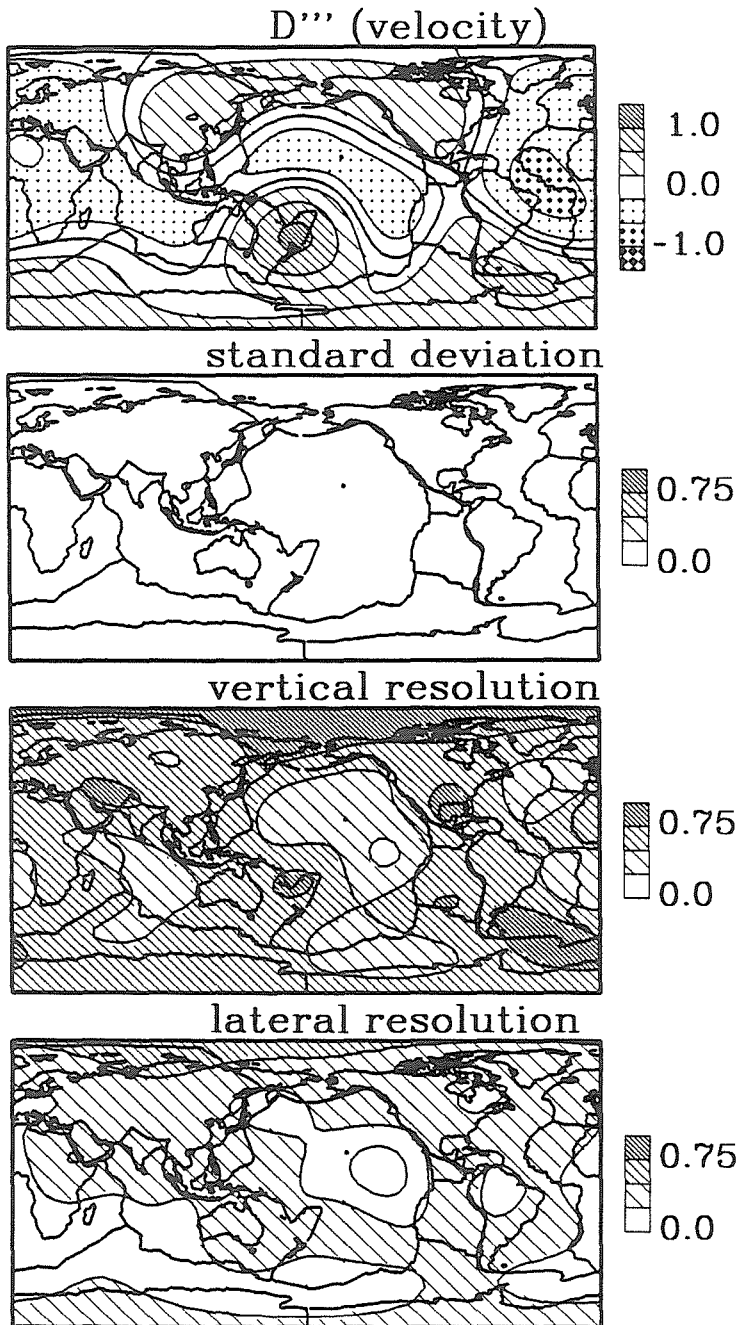 D''' (velocity)
1.0
0.0
-1.0
standard deviation
0.75
0.0
vertical resolution
0.75
0.0
lateral resolution
0.75
0.0